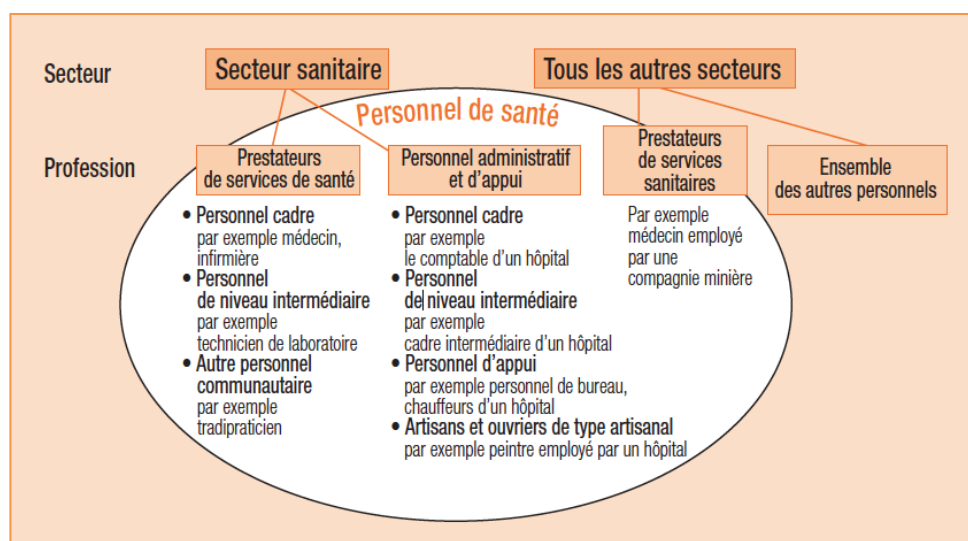 Secteur
Secteur sanitaire
Tous les autres secteurs
Personnel de santé
Profession
Prestateurs
de services de santé
• Personnel cadre
par exemple médecin,
infirmière
• Personnel
de niveau intermédiaire
par exemple
technicien de laboratoire
• Autre personnel
communautaire
par exemple
tradipraticien
Personnel administratif
et d'appui
• Personnel cadre
par exemple
le comptable d'un hôpital
• Personnel
de niveau intermédiaire
par exemple
cadre intermédiaire d'un hôpital
• Personnel d'appui
par exemple personnel de bureau,
chauffeurs d'un hôpital
• Artisans et ouvriers de type artisanal
par exemple peintre employé par un hôpital
Prestateurs
de services
sanitaires
Par exemple
médecin employé
par une
compagnie minière
Ensemble
des autres personnels